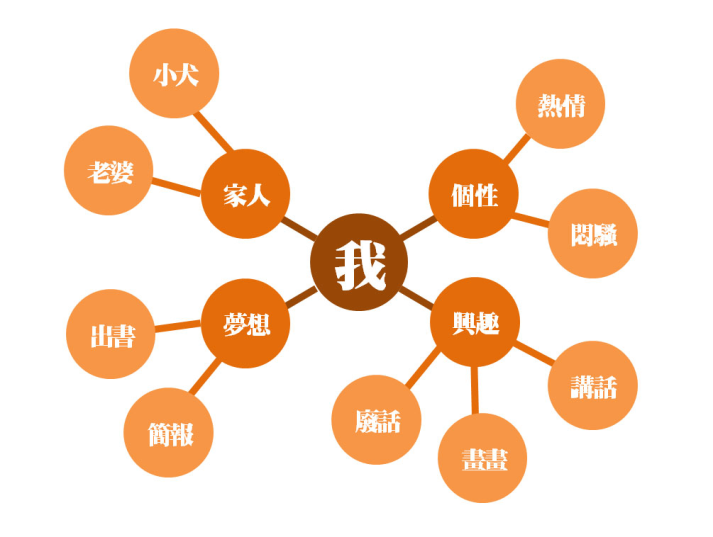 小犬
熱情
老婆
家人
個性
悶騷
我
夢想
興趣
出書
講話
廢話
簡報
畫畫